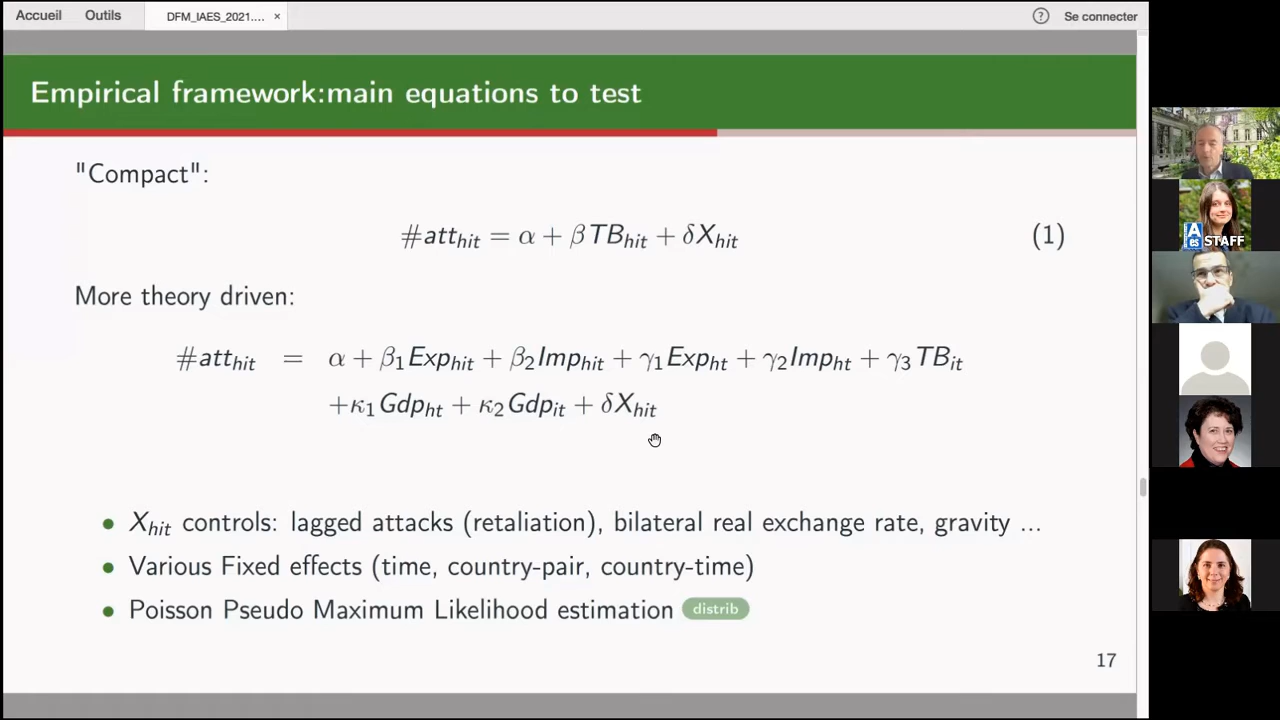 Accueil Outils DFM_IAES_2021.... × ? Se connecter
Empirical framework:main equations to test
"Compact":
#att_hit = α + βTB_hit + δX_hit (1)
More theory driven:
#att_hit = α + β₁Exp_hit + β₂Imp_hit + γ₁Exp_ht + γ₂Imp_ht + γ₃TB_it
+κ₁Gdp_ht + κ₂Gdp_it + δX_hit
• X_hit controls: lagged attacks (retaliation), bilateral real exchange rate, gravity ...
• Various Fixed effects (time, country-pair, country-time)
• Poisson Pseudo Maximum Likelihood estimation distrib
17
A es STAFF